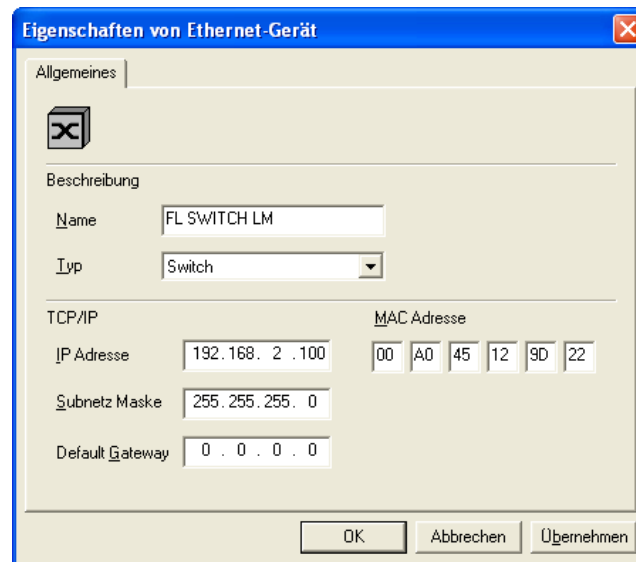 Eigenschaften von Ethernet-Gerät
Allgemeines
Beschreibung
Name FL SWITCH LM
Typ Switch
TCP/IP MAC Adresse
IP Adresse 192.168. 2 .100 00 A0 45 12 9D 22
Subnetz Maske 255.255.255. 0
Default Gateway 0 . 0 . 0 . 0
OK Abbrechen Übernehmen